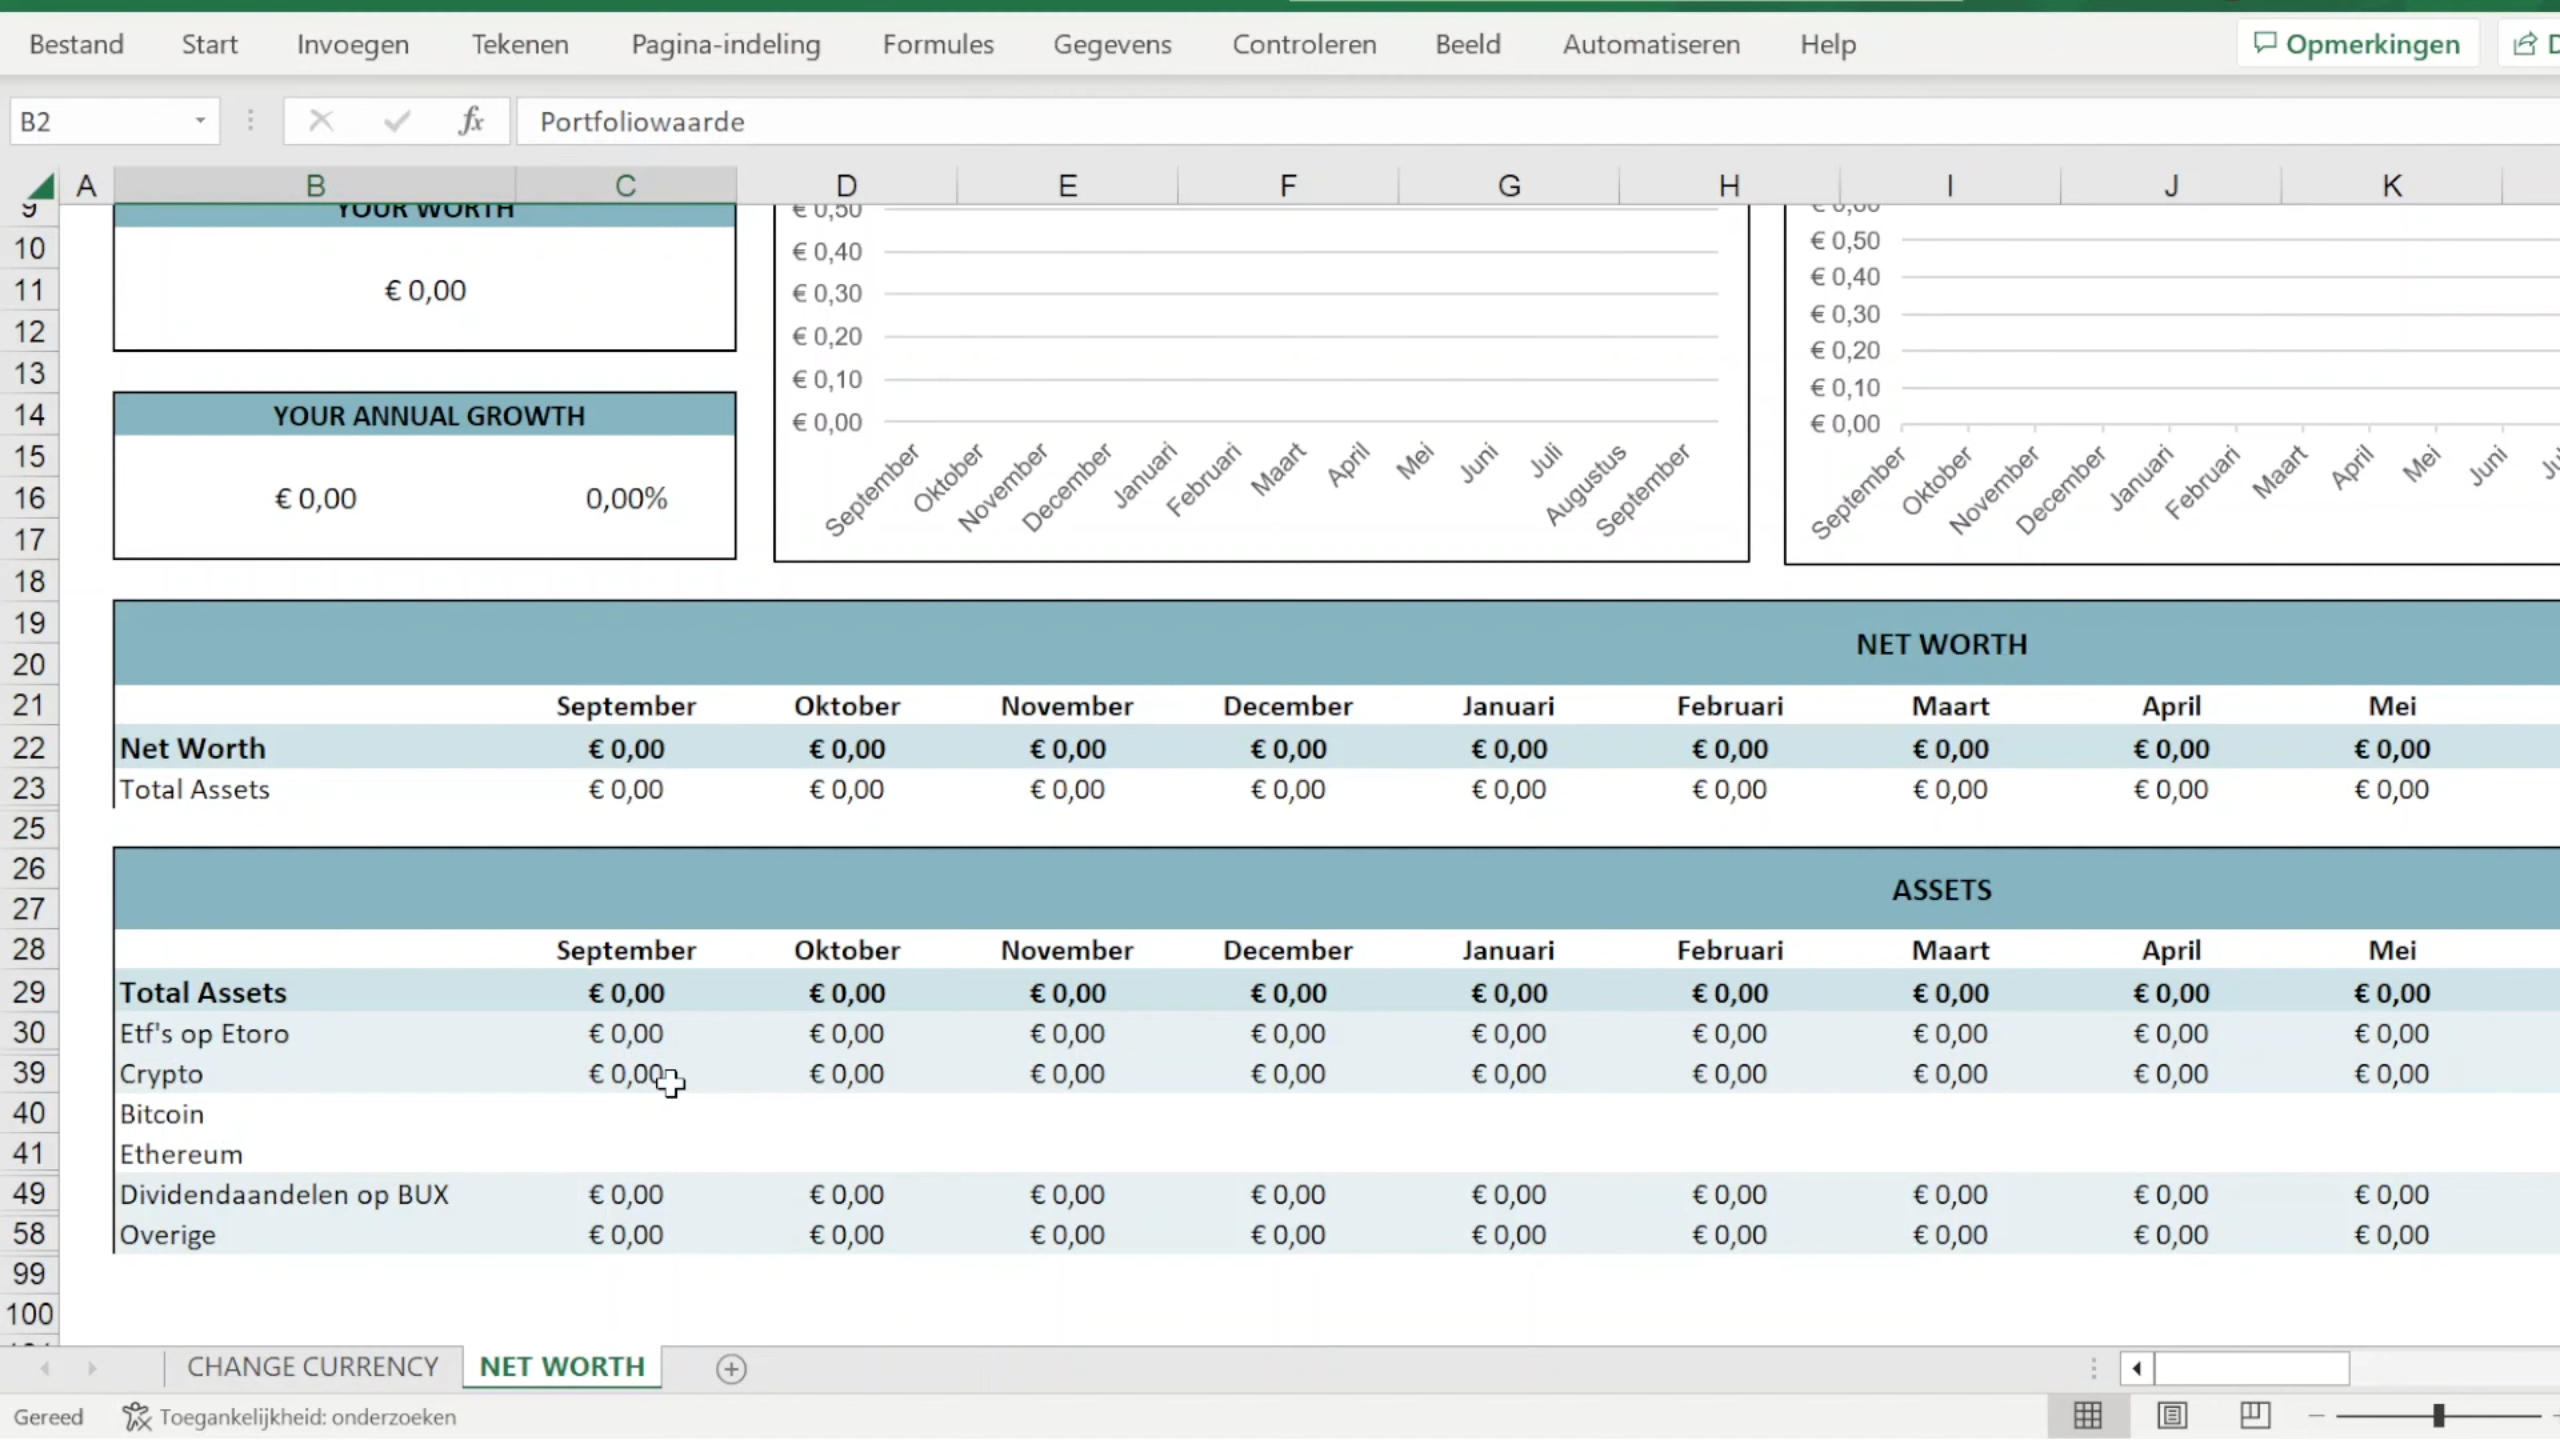 Bestand Start Invoegen Tekenen Pagina-indeling Formules Gegevens Controleren Beeld Automatiseren Help Opmerkingen
B2 fx Portfoliowaarde
A B C D E F G H I J K
9 YOUR WORTH € 0,50
10 € 0,40 € 0,50
11 € 0,00 € 0,30 € 0,40
12 € 0,20 € 0,30
13 € 0,10 € 0,20
14 YOUR ANNUAL GROWTH € 0,00 € 0,10
€ 0,00
15
16 € 0,00 0,00%
17
September Oktober November December Januari Februari Maart April Mei Juni Juli Augustus September
September Oktober November December Januari Februari Maart April Mei Juni
18
19
NET WORTH
20
21 September Oktober November December Januari Februari Maart April Mei
22 Net Worth € 0,00 € 0,00 € 0,00 € 0,00 € 0,00 € 0,00 € 0,00 € 0,00 € 0,00
23 Total Assets € 0,00 € 0,00 € 0,00 € 0,00 € 0,00 € 0,00 € 0,00 € 0,00 € 0,00
25
26
ASSETS
27
28 September Oktober November December Januari Februari Maart April Mei
29 Total Assets € 0,00 € 0,00 € 0,00 € 0,00 € 0,00 € 0,00 € 0,00 € 0,00 € 0,00
30 Etf's op Etoro € 0,00 € 0,00 € 0,00 € 0,00 € 0,00 € 0,00 € 0,00 € 0,00 € 0,00
39 Crypto € 0,00 € 0,00 € 0,00 € 0,00 € 0,00 € 0,00 € 0,00 € 0,00 € 0,00
40 Bitcoin
41 Ethereum
49 Dividendaandelen op BUX € 0,00 € 0,00 € 0,00 € 0,00 € 0,00 € 0,00 € 0,00 € 0,00 € 0,00
58 Overige € 0,00 € 0,00 € 0,00 € 0,00 € 0,00 € 0,00 € 0,00 € 0,00 € 0,00
99
100
CHANGE CURRENCY NET WORTH
Gereed Toegankelijkheid: onderzoeken